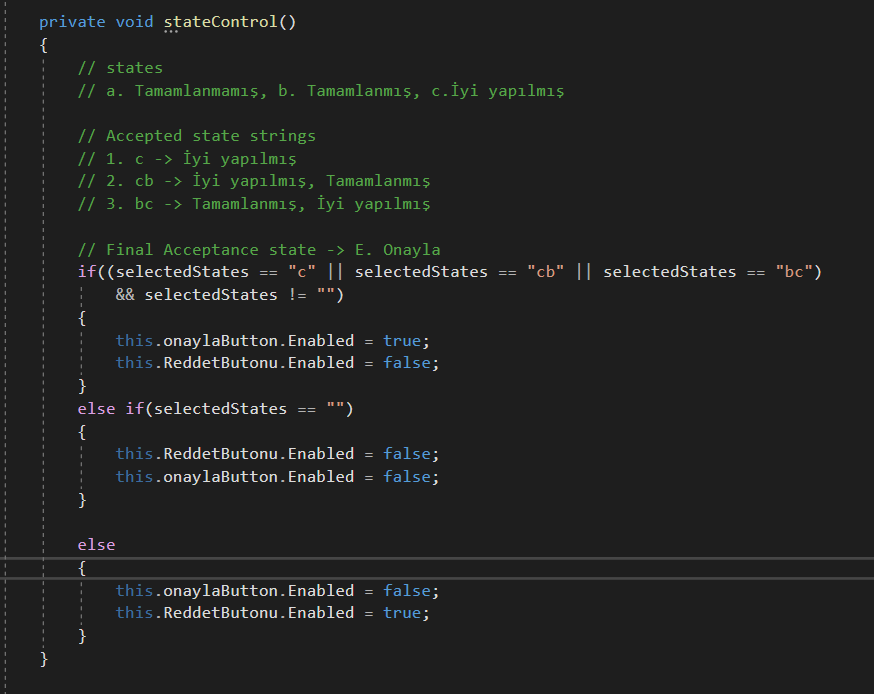 private void stateControl()
{
// states
// a. Tamamlanmamış, b. Tamamlanmış, c.İyi yapılmış
// Accepted state strings
// 1. c -> İyi yapılmış
// 2. cb -> İyi yapılmış, Tamamlanmış
// 3. bc -> Tamamlanmış, İyi yapılmış
// Final Acceptance state -> E. Onayla
if((selectedStates == "c" || selectedStates == "cb" || selectedStates == "bc")
&& selectedStates != "")
{
this.onaylaButton.Enabled = true;
this.ReddetButonu.Enabled = false;
}
else if(selectedStates == "")
{
this.ReddetButonu.Enabled = false;
this.onaylaButton.Enabled = false;
}
else
{
this.onaylaButton.Enabled = false;
this.ReddetButonu.Enabled = true;
}
}